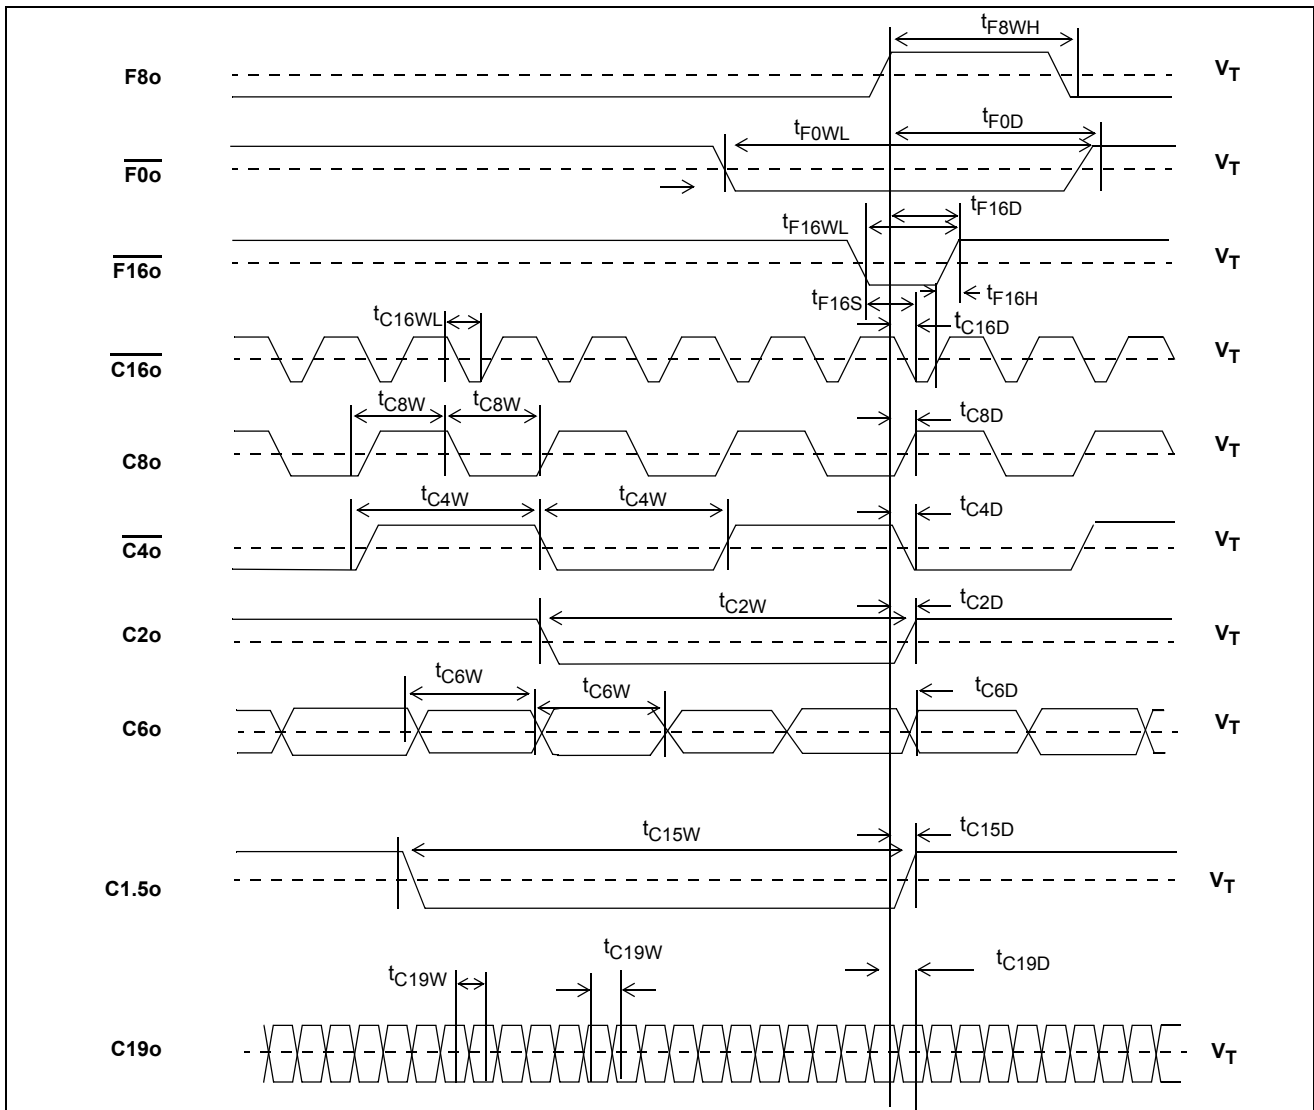 tF8WH
F8o VT
tF0WL tF0D
F0o VT
tF16D
tF16WL
F16o VT
tF16S tF16H
tC16WL tC16D
C16o VT
tC8W tC8W tC8D
C8o VT
tC4W tC4W tC4D
C4o VT
tC2W tC2D
C2o VT
tC6W tC6W tC6D
C6o VT
tC15W tC15D
C1.5o VT
tC19W tC19W tC19D
C19o VT